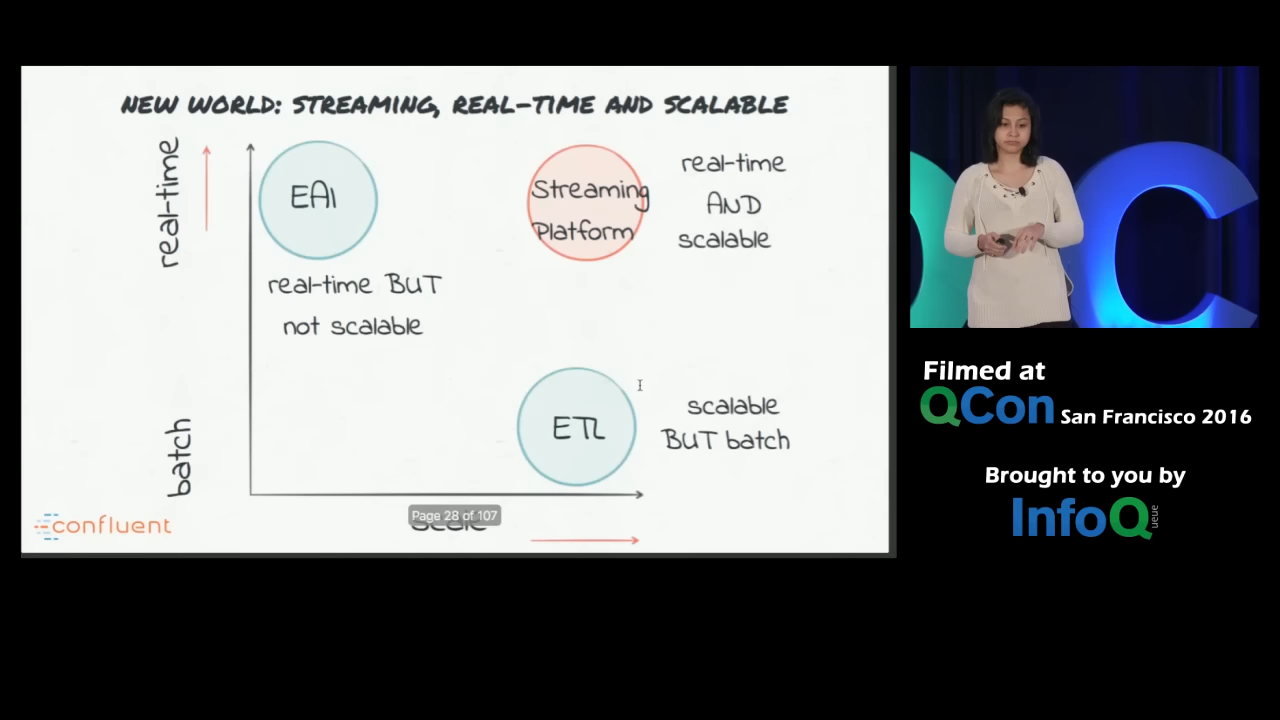 NEW WORLD: STREAMING, REAL-TIME AND SCALABLE
real-time
EAI
Streaming
Platform
real-time
AND
scalable
real-time BUT
not scalable
ETL
scalable
BUT batch
batch
Page 28 of 107
scale
confluent
Filmed at
QCon San Francisco 2016
Brought to you by
InfoQ
ueue